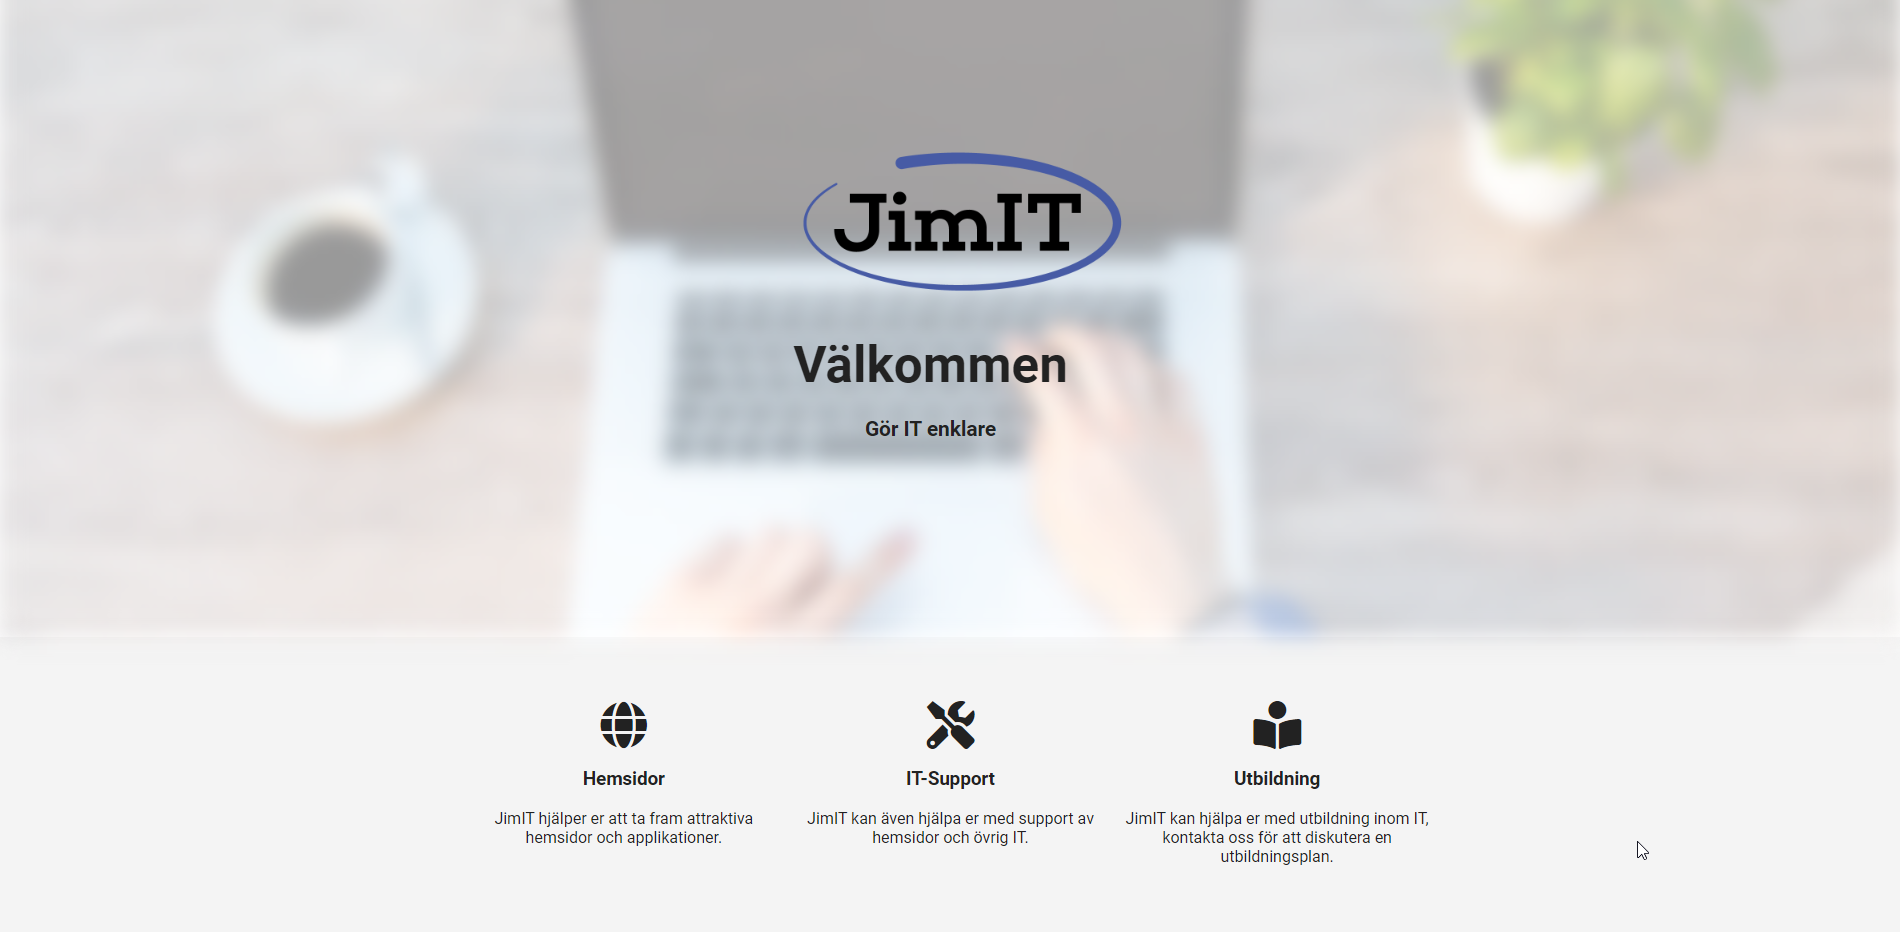 JimIT
Välkommen
Gör IT enklare
Hemsidor
JimIT hjälper er att ta fram attraktiva
hemsidor och applikationer.
IT-Support
JimIT kan även hjälpa er med support av
hemsidor och övrig IT.
Utbildning
JimIT kan hjälpa er med utbildning inom IT,
kontakta oss för att diskutera en
utbildningsplan.